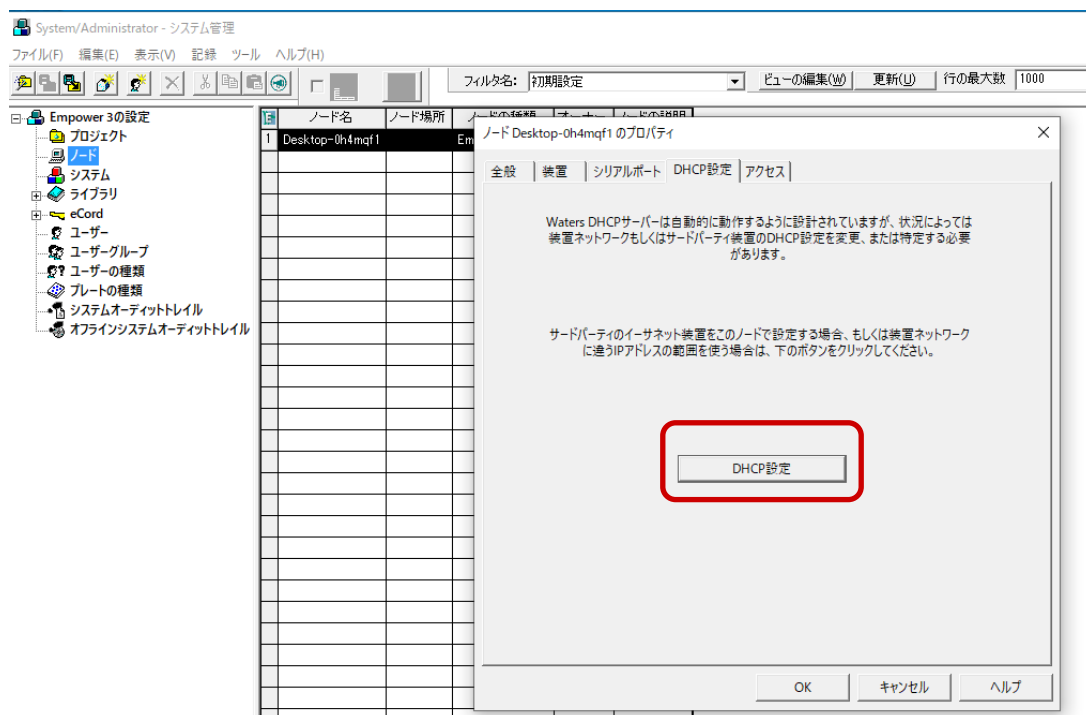 System/Administrator - システム管理
ファイル(F) 編集(E) 表示(V) 記録 ツール ヘルプ(H)
フィルタ名: 初期設定 ビューの編集(W) 更新(U) 行の最大数 1000
Empower 3の設定
プロジェクト
ノード
システム
ライブラリ
eCord
ユーザー
ユーザーグループ
ユーザーの種類
プレートの種類
システムオーディットトレイル
オフラインシステムオーディットトレイル
ノード名 ノード場所 ノードの種類 オーナー ノードの説明
1 Desktop-0h4mqf1 Em
ノード Desktop-0h4mqf1 のプロパティ
全般 装置 シリアルポート DHCP設定 アクセス
Waters DHCPサーバーは自動的に動作するように設計されていますが、状況によっては
装置ネットワークもしくはサードパーティ装置のDHCP設定を変更、または特定する必要
があります。
サードパーティのイーサネット装置をこのノードで設定する場合、もしくは装置ネットワーク
に違うIPアドレスの範囲を使う場合は、下のボタンをクリックしてください。
DHCP設定
OK キャンセル ヘルプ